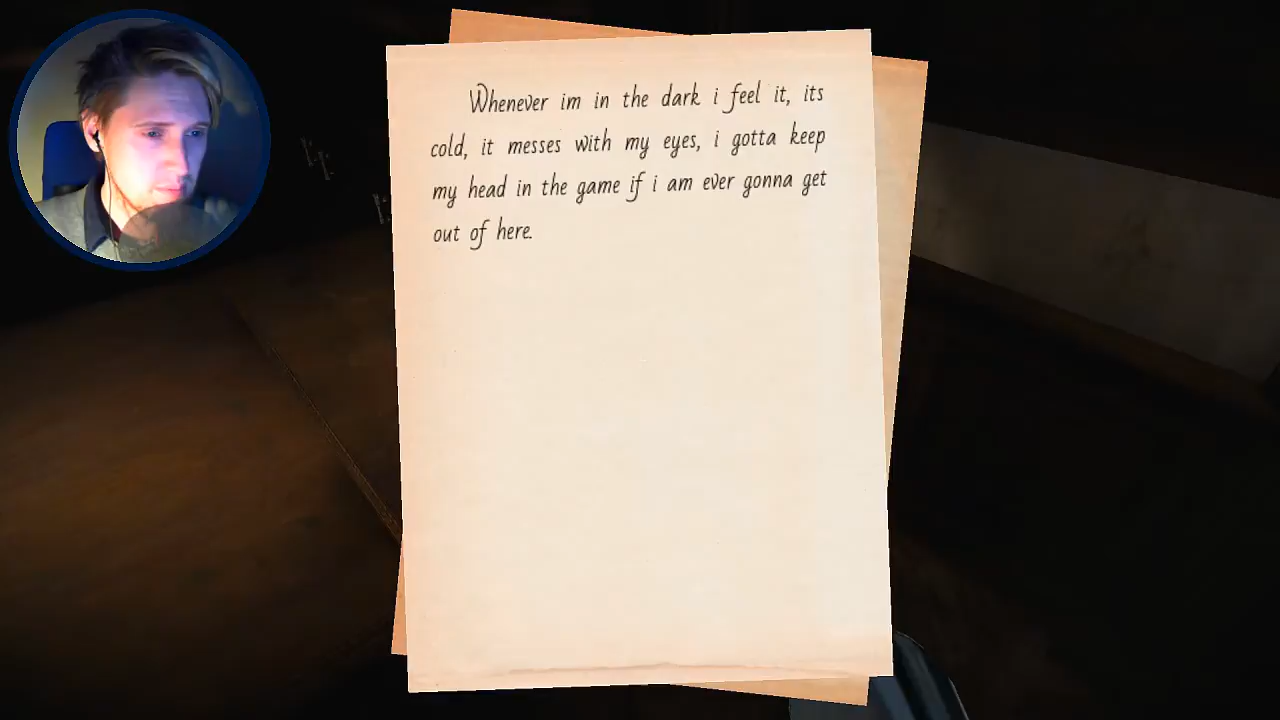 Whenever im in the dark i feel it, its
cold, it messes with my eyes, i gotta keep
my head in the game if i am ever gonna get
out of here.